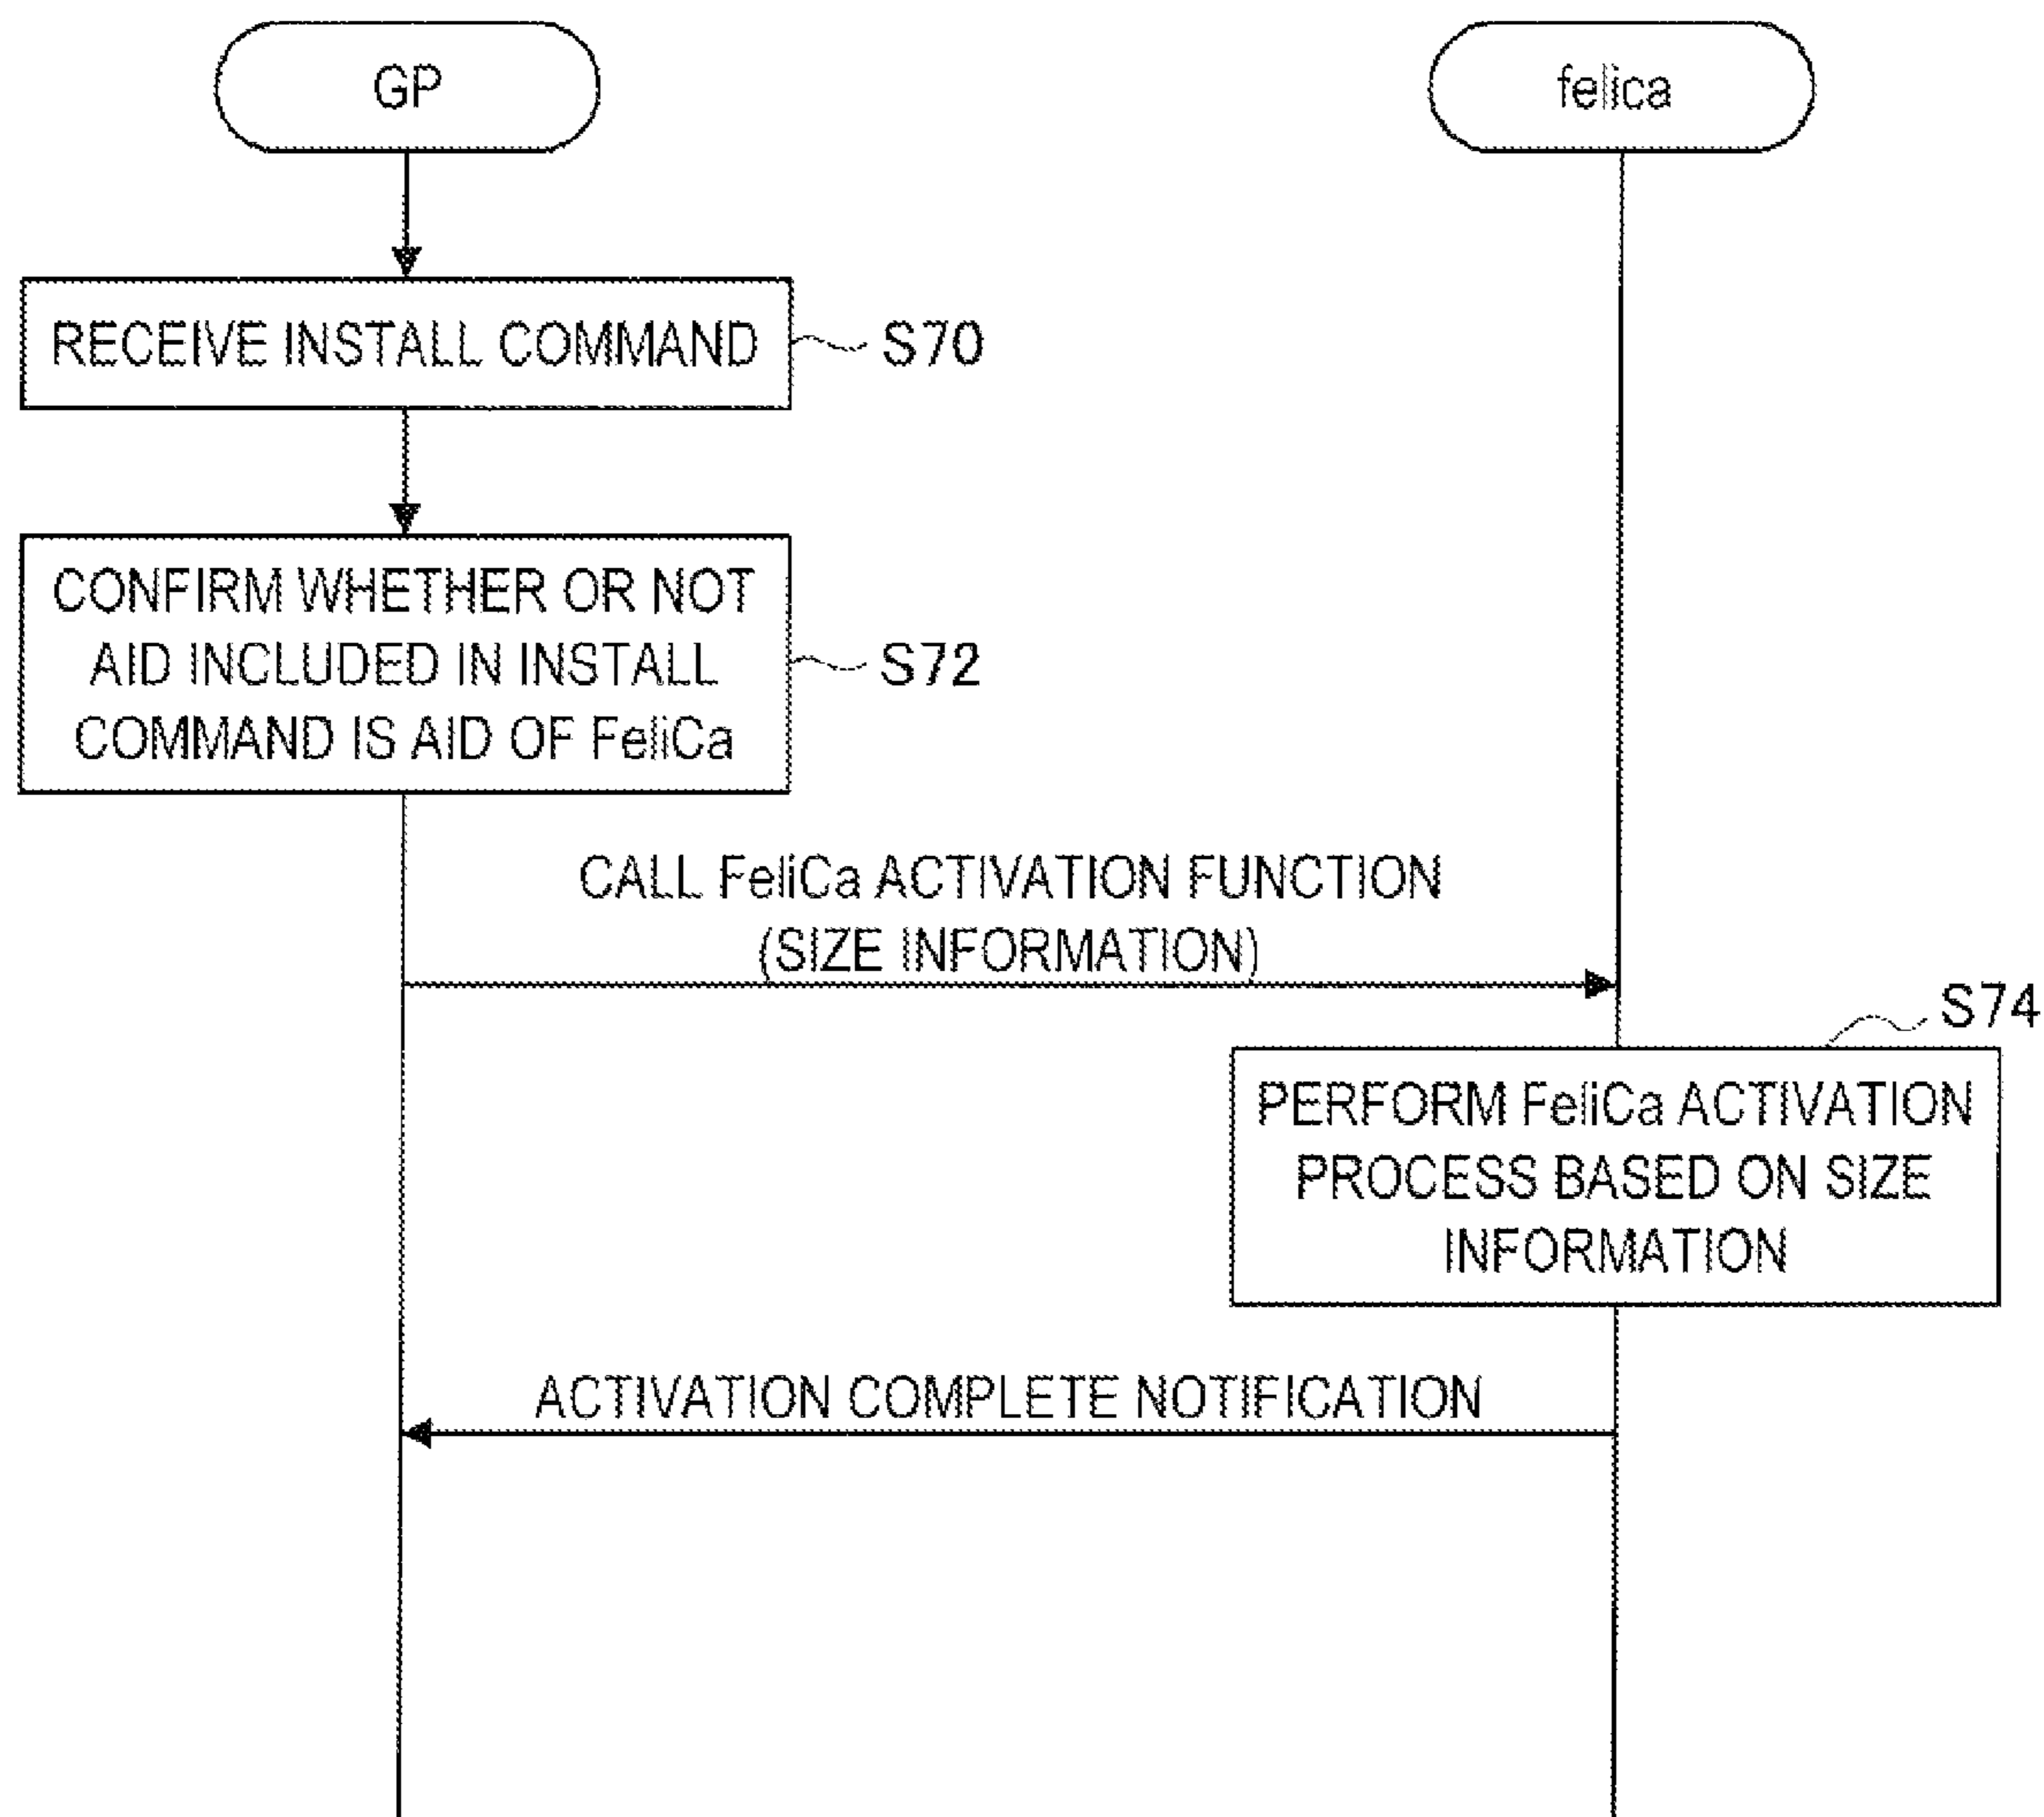 GP
felica
RECEIVE INSTALL COMMAND
S70
CONFIRM WHETHER OR NOT
AID INCLUDED IN INSTALL
COMMAND IS AID OF FeliCa
S72
CALL FeliCa ACTIVATION FUNCTION
(SIZE INFORMATION)
S74
PERFORM FeliCa ACTIVATION
PROCESS BASED ON SIZE
INFORMATION
ACTIVATION COMPLETE NOTIFICATION